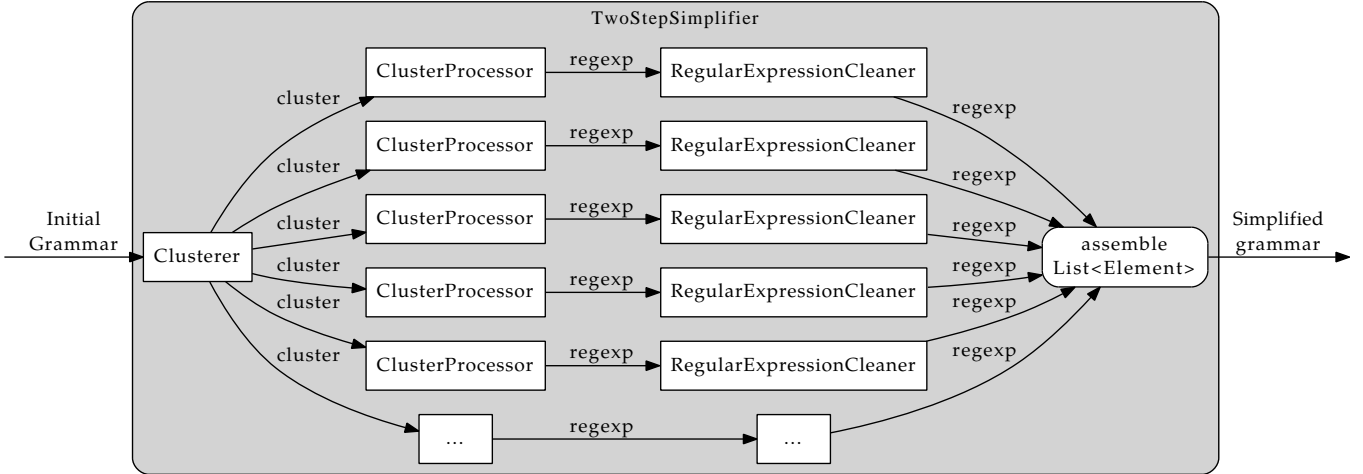 TwoStepSimplifier
ClusterProcessor
regexp
RegularExpressionCleaner
cluster
regexp
ClusterProcessor
regexp
RegularExpressionCleaner
cluster
regexp
Initial
Grammar
ClusterProcessor
regexp
RegularExpressionCleaner
cluster
regexp
Simplified
grammar
Clusterer
assemble
List<Element>
cluster
ClusterProcessor
regexp
RegularExpressionCleaner
regexp
cluster
regexp
ClusterProcessor
regexp
RegularExpressionCleaner
cluster
regexp
...
regexp
...